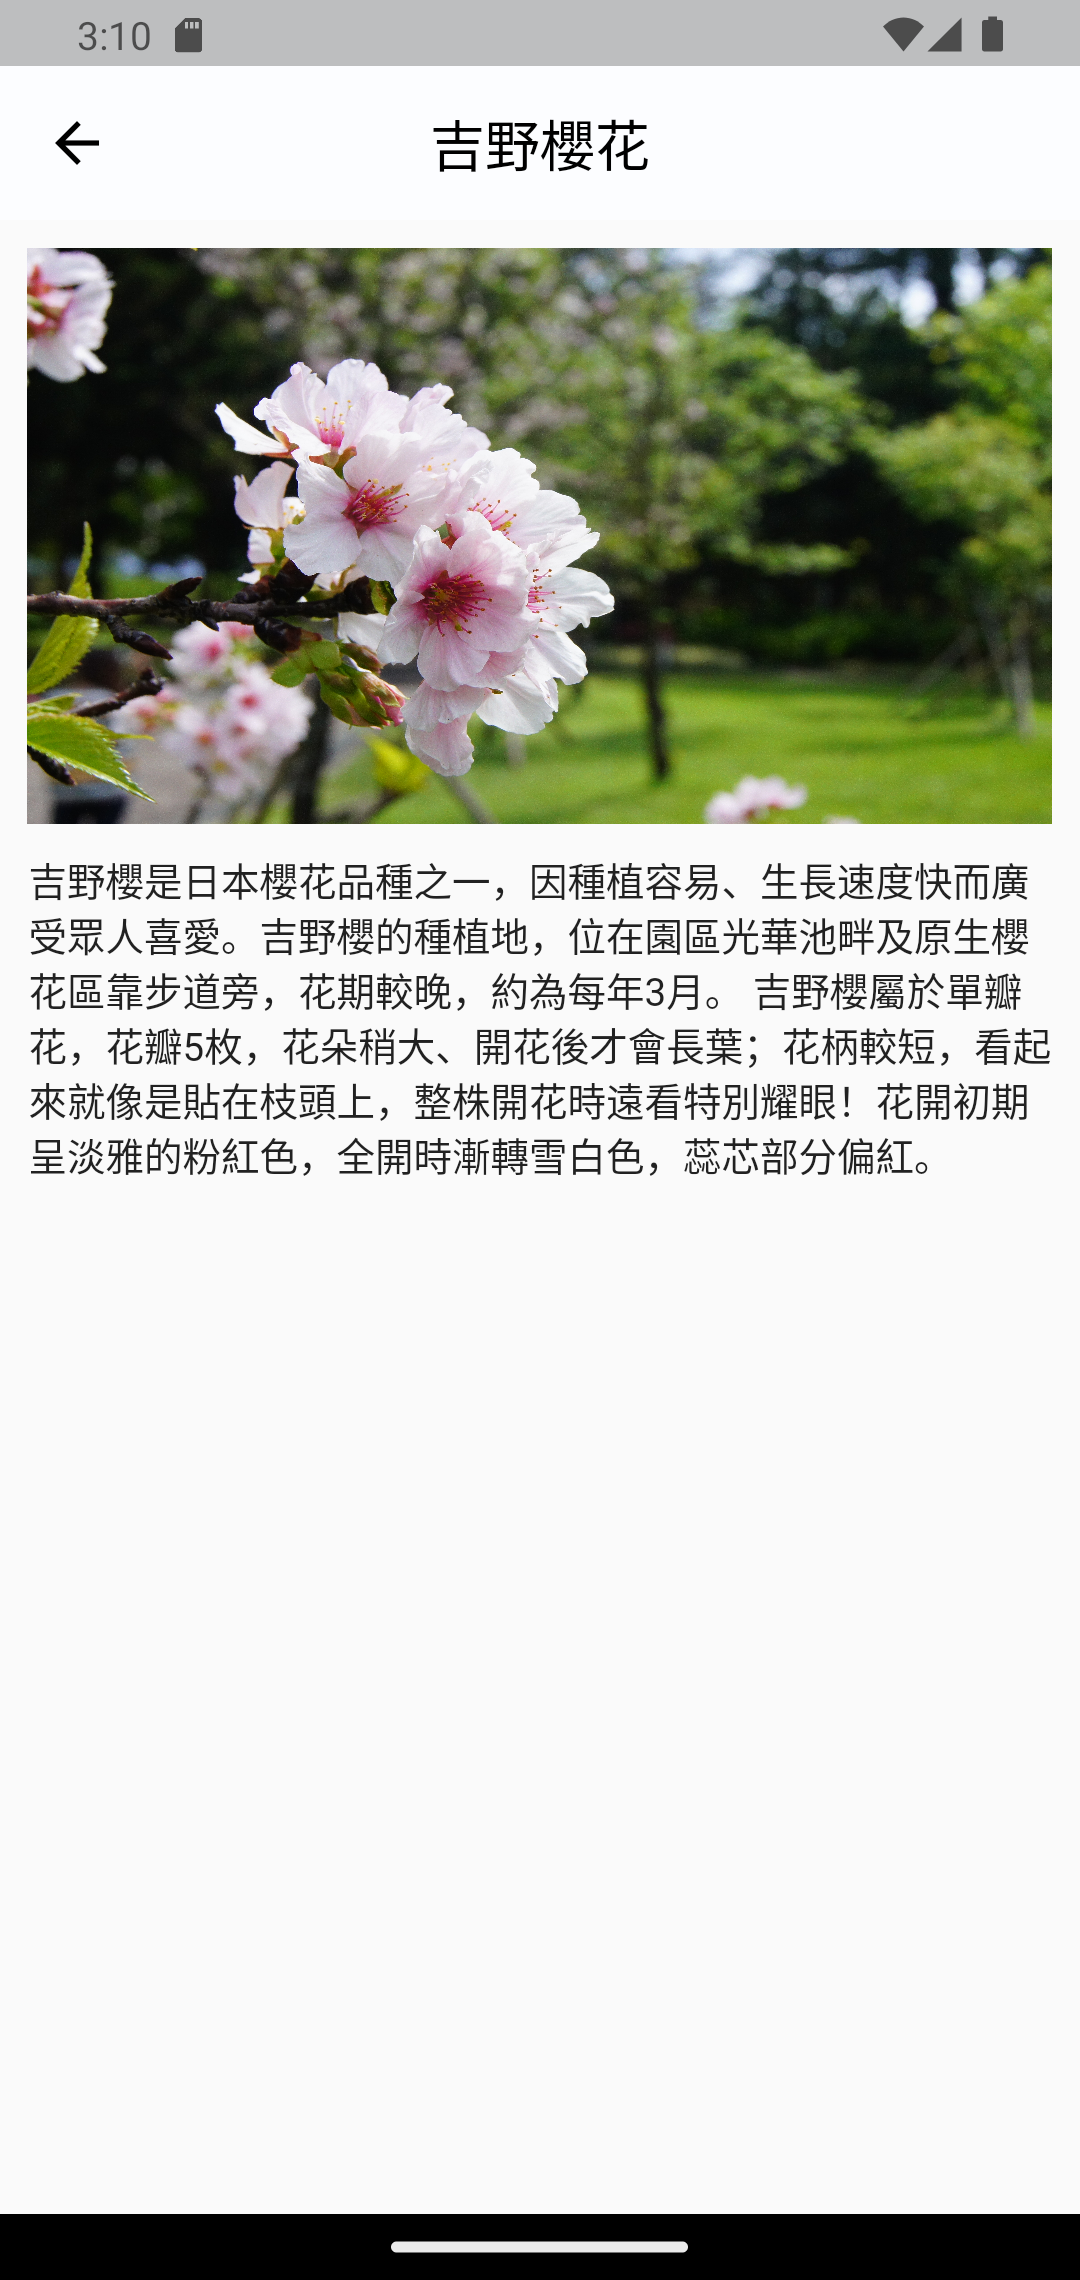 3:10
吉野櫻花
吉野櫻是日本櫻花品種之一，因種植容易、生長速度快而廣
受眾人喜愛。吉野櫻的種植地，位在園區光華池畔及原生櫻
花區靠步道旁，花期較晚，約為每年3月。 吉野櫻屬於單瓣
花，花瓣5枚，花朵稍大、開花後才會長葉；花柄較短，看起
來就像是貼在枝頭上，整株開花時遠看特別耀眼！花開初期
呈淡雅的粉紅色，全開時漸轉雪白色，蕊芯部分偏紅。